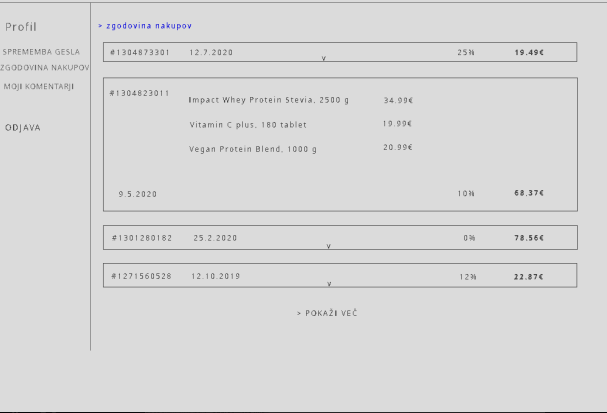 Profil
SPREMEMBA GESLA
ZGODOVINA NAKUPOV
MOJI KOMENTARJI
ODJAVA
> zgodovina nakupov
#1304873301 12.7.2020 25% 19.49€
v
#1304823011
Impact Whey Protein Stevia, 2500 g 34.99€
Vitamin C plus, 180 tablet 19.99€
Vegan Protein Blend, 1000 g 20.99€
9.5.2020 10% 68.37€
#1301280182 25.2.2020 0% 78.56€
v
#1271560528 12.10.2019 12% 22.87€
v
> POKAŽI VEČ